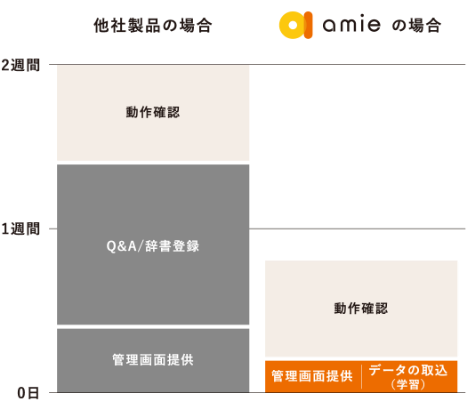 他社製品の場合
amie の場合
2週間
動作確認
Q&A/辞書登録
1週間
動作確認
管理画面提供
管理画面提供
データの取込
（学習）
0日